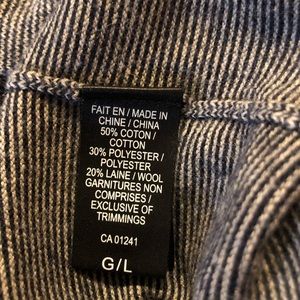 FAIT EN / MADE IN
CHINE / CHINA
50% COTON /
COTTON
30% POLYESTER /
POLYESTER
20% LAINE / WOOL
GARNITURES NON
COMPRISES /
EXCLUSIVE OF
TRIMMINGS
CA 01241
G/L